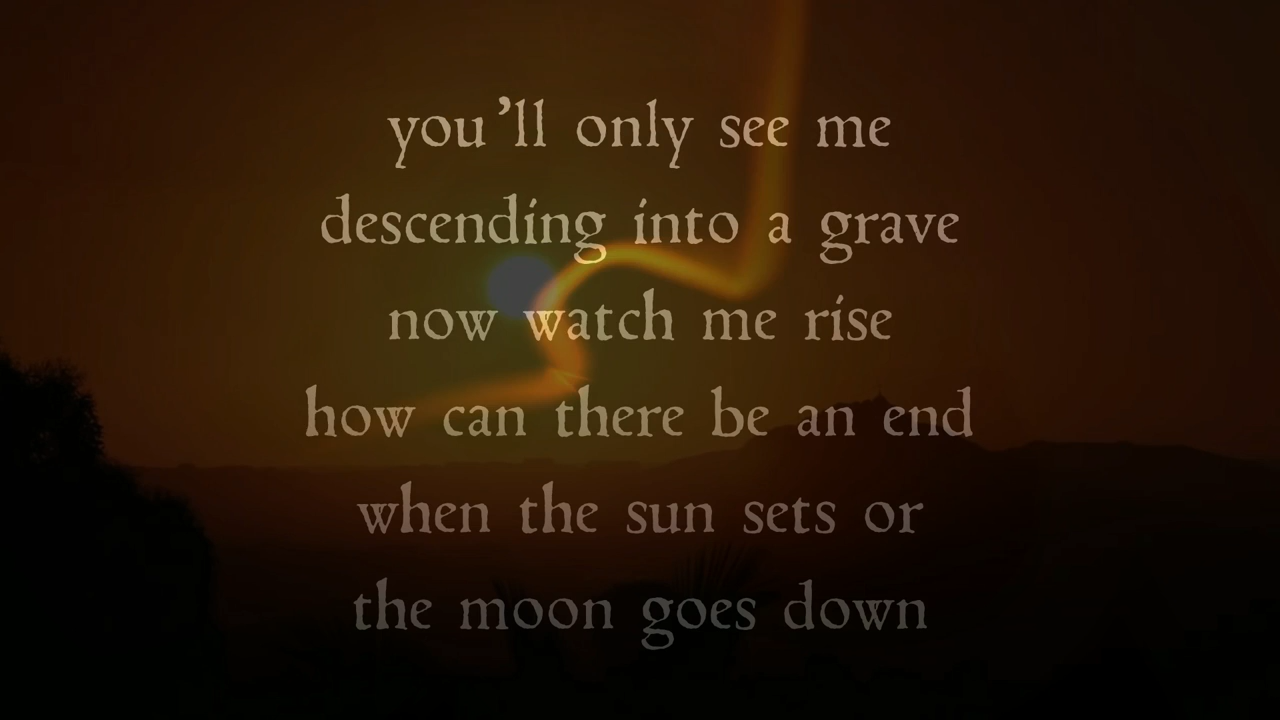 you'll only see me
descending into a grave
now watch me rise
how can there be an end
when the sun sets or
the moon goes down